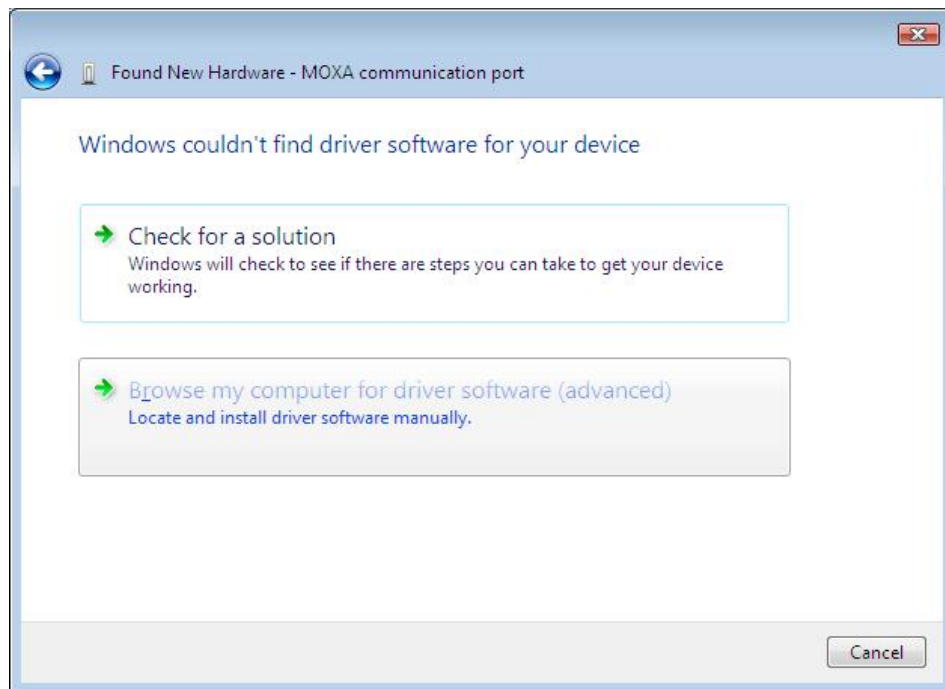 Found New Hardware - MOXA communication port
Windows couldn't find driver software for your device
Check for a solution
Windows will check to see if there are steps you can take to get your device
working.
Browse my computer for driver software (advanced)
Locate and install driver software manually.
Cancel